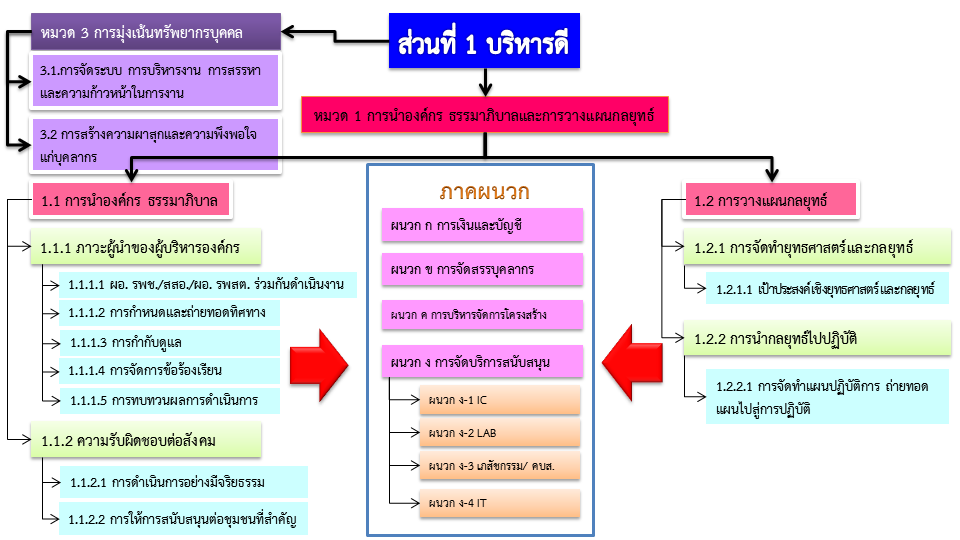 ส่วนที่ 1 บริหารดี
หมวด 3 การมุ่งเน้นทรัพยากรบุคคล
3.1.การจัดระบบ การบริหารงาน การสรรหา
และความก้าวหน้าในการงาน
3.2 การสร้างความผาสุกและความพึงพอใจ
แก่บุคลากร
หมวด 1 การนำองค์กร ธรรมาภิบาลและการวางแผนกลยุทธ์
1.1 การนำองค์กร ธรรมาภิบาล
1.1.1 ภาวะผู้นำของผู้บริหารองค์กร
1.1.1.1 ผอ. รพช./สสอ./ผอ. รพสต. ร่วมกันดำเนินงาน
1.1.1.2 การกำหนดและถ่ายทอดทิศทาง
1.1.1.3 การกำกับดูแล
1.1.1.4 การจัดการข้อร้องเรียน
1.1.1.5 การทบทวนผลการดำเนินการ
1.1.2 ความรับผิดชอบต่อสังคม
1.1.2.1 การดำเนินการอย่างมีจริยธรรม
1.1.2.2 การให้การสนับสนุนต่อชุมชนที่สำคัญ
ภาคผนวก
ผนวก ก การเงินและบัญชี
ผนวก ข การจัดสรรบุคลากร
ผนวก ค การบริหารจัดการโครงสร้าง
ผนวก ง การจัดบริการสนับสนุน
ผนวก ง-1 IC
ผนวก ง-2 LAB
ผนวก ง-3 เภสัชกรรม/ คบส.
ผนวก ง-4 IT
1.2 การวางแผนกลยุทธ์
1.2.1 การจัดทำยุทธศาสตร์และกลยุทธ์
1.2.1.1 เป้าประสงค์เชิงยุทธศาสตร์และกลยุทธ์
1.2.2 การนำกลยุทธ์ไปปฏิบัติ
1.2.2.1 การจัดทำแผนปฏิบัติการ ถ่ายทอด
แผนไปสู่การปฏิบัติ